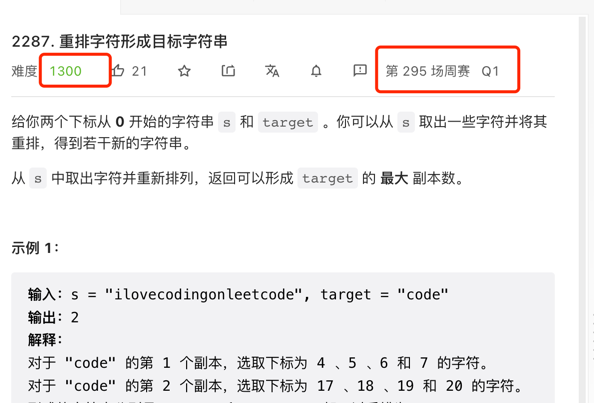 2287. 重排字符形成目标字符串
难度 1300 21 第 295 场周赛 Q1
给你两个下标从 0 开始的字符串 s 和 target 。你可以从 s 取出一些字符并将其
重排，得到若干新的字符串。
从 s 中取出字符并重新排列，返回可以形成 target 的 最大 副本数。
示例 1：
输入：s = "ilovecodingonleetcode", target = "code"
输出：2
解释：
对于 "code" 的第 1 个副本，选取下标为 4 、5 、6 和 7 的字符。
对于 "code" 的第 2 个副本，选取下标为 17 、18 、19 和 20 的字符。